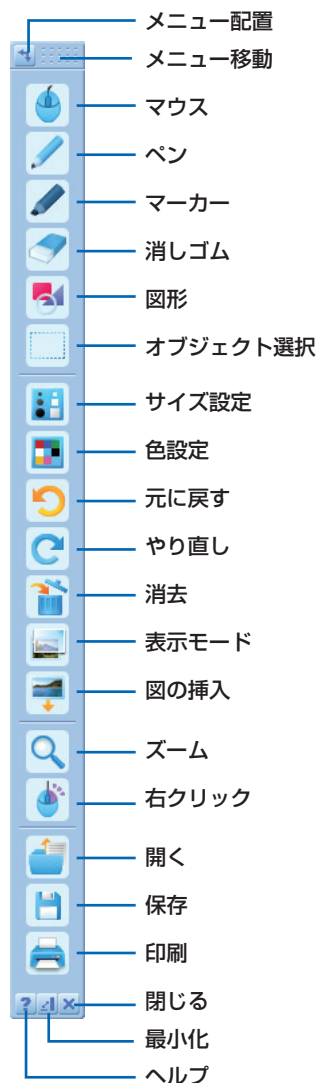 メニュー配置
メニュー移動
マウス
ペン
マーカー
消しゴム
図形
オブジェクト選択
サイズ設定
色設定
元に戻す
やり直し
消去
表示モード
図の挿入
ズーム
右クリック
開く
保存
印刷
閉じる
最小化
ヘルプ